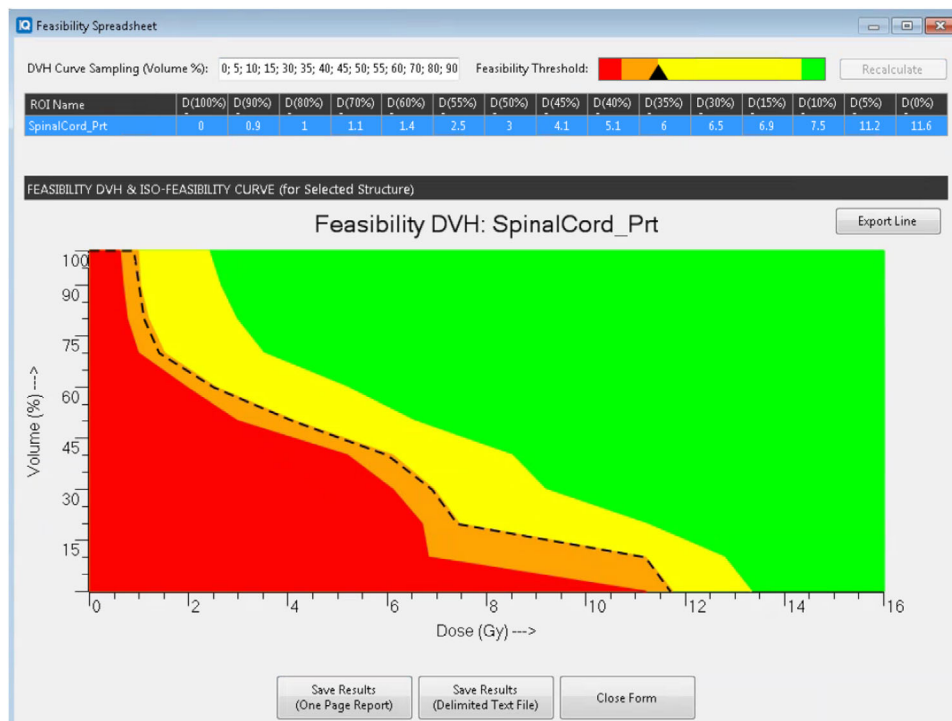 Feasibility Spreadsheet
DVH Curve Sampling (Volume %): 0; 5; 10; 15; 30; 35; 40; 45; 50; 55; 60; 70; 80; 90 Feasibility Threshold: Recalculate
ROI Name D(100%) D(90%) D(80%) D(70%) D(60%) D(55%) D(50%) D(45%) D(40%) D(35%) D(30%) D(15%) D(10%) D(5%) D(0%)
SpinalCord_Prt 0 0.9 1 1.1 1.4 2.5 3 4.1 5.1 6 6.5 6.9 7.5 11.2 11.6
FEASIBILITY DVH & ISO-FEASIBILITY CURVE (for Selected Structure)
Feasibility DVH: SpinalCord_Prt
Export Line
100
90
75
60
45
30
15
Volume (%) --->
0 2 4 6 8 10 12 14 16
Dose (Gy) --->
Save Results
(One Page Report)
Save Results
(Delimited Text File)
Close Form